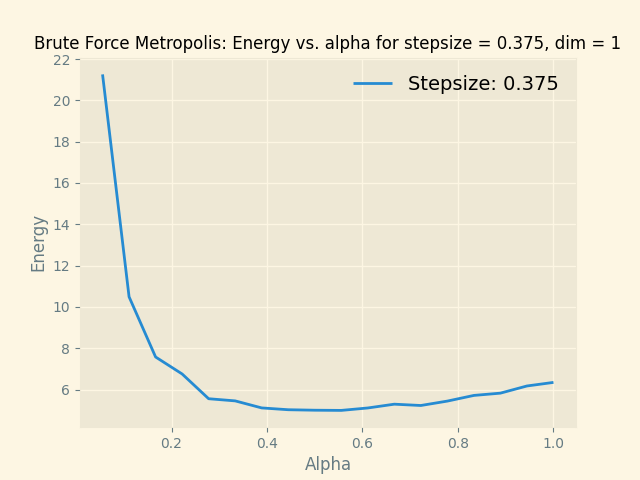 Brute Force Metropolis: Energy vs. alpha for stepsize = 0.375, dim = 1
Stepsize: 0.375
Energy
22
20
18
16
14
12
10
8
6
0.2 0.4 0.6 0.8 1.0
Alpha